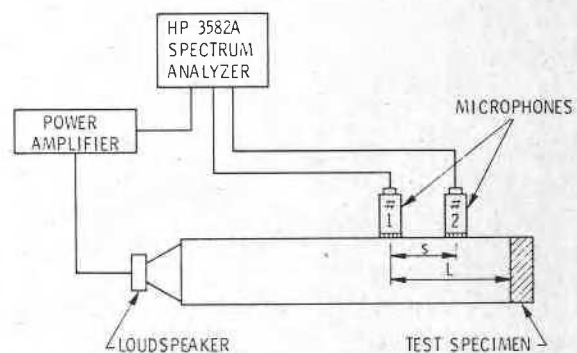 HP 3582A
SPECTRUM
ANALYZER
MICROPHONES
POWER
AMPLIFIER
#
1
#
2
S
L
LOUDSPEAKER
TEST SPECIMEN